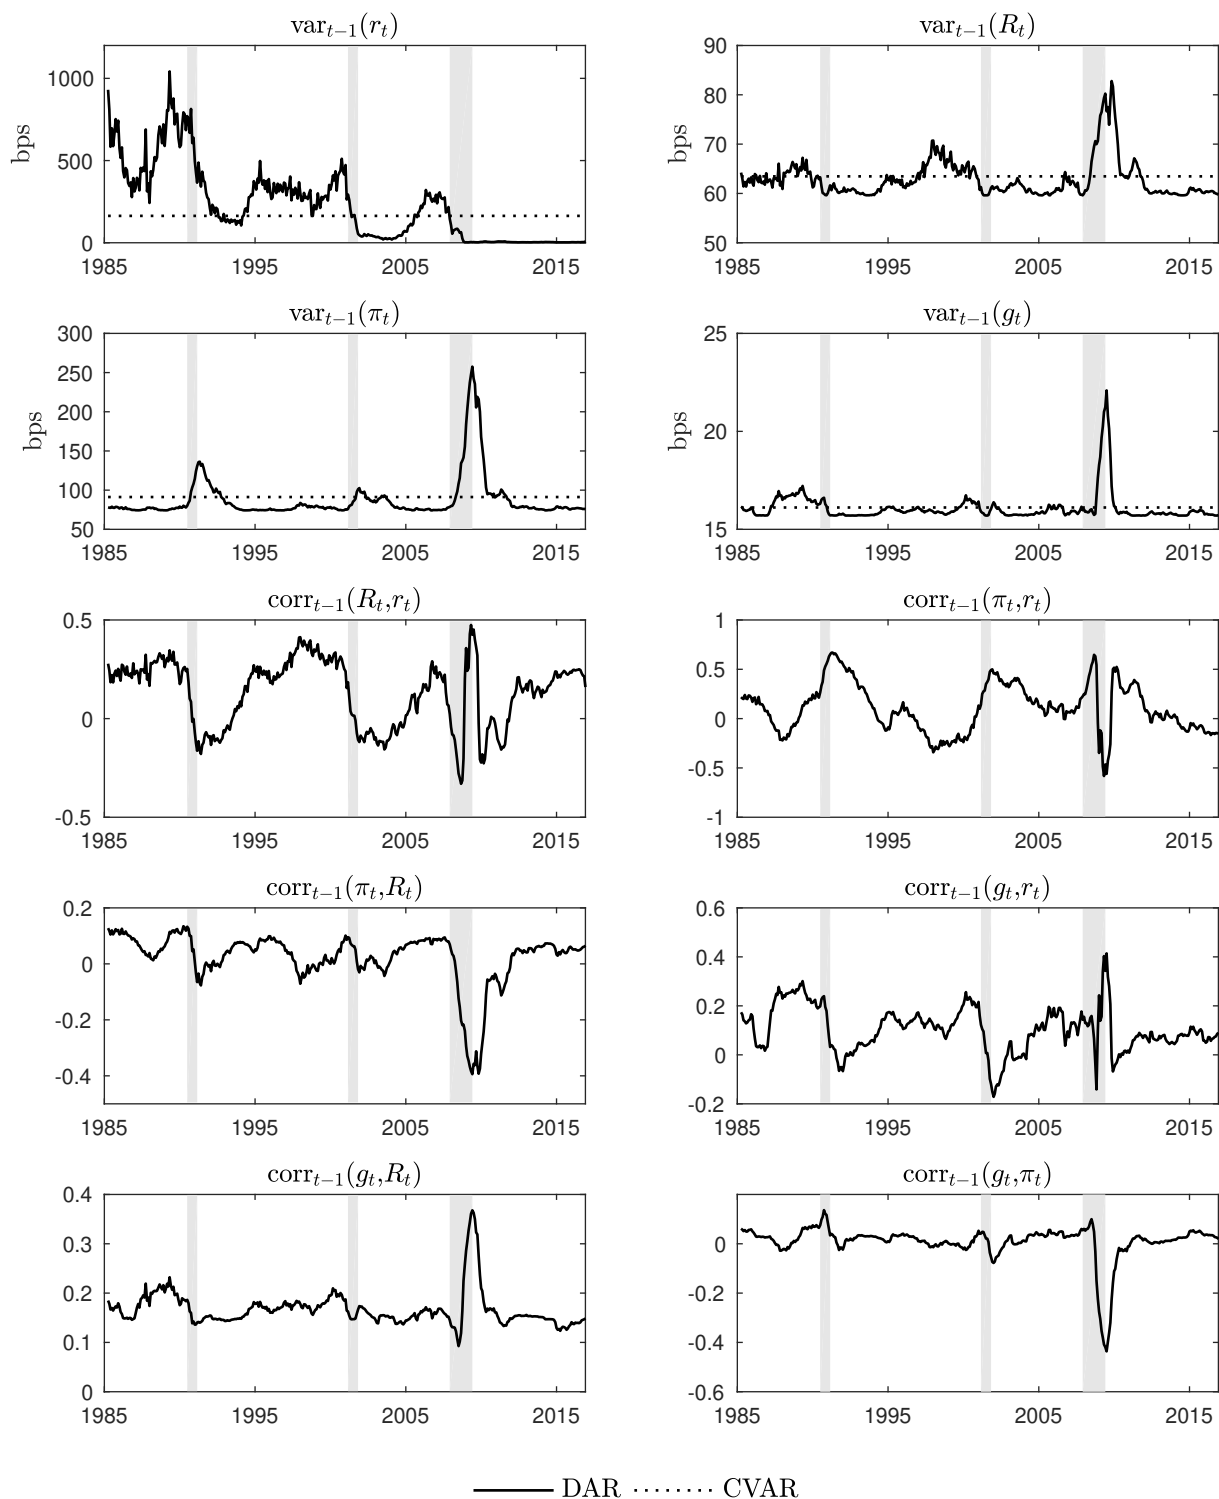 var_{t−1}(r_t) var_{t−1}(R_t)
bps
1000
500
0
1985 1995 2005 2015
bps
90
80
70
60
50
1985 1995 2005 2015
var_{t−1}(π_t) var_{t−1}(g_t)
bps
300
250
200
150
100
50
1985 1995 2005 2015
bps
25
20
15
1985 1995 2005 2015
corr_{t−1}(R_t,r_t) corr_{t−1}(π_t,r_t)
0.5
0
-0.5
1985 1995 2005 2015
1
0.5
0
-0.5
-1
1985 1995 2005 2015
corr_{t−1}(π_t,R_t) corr_{t−1}(g_t,r_t)
0.2
0
-0.2
-0.4
1985 1995 2005 2015
0.6
0.4
0.2
0
-0.2
1985 1995 2005 2015
corr_{t−1}(g_t,R_t) corr_{t−1}(g_t,π_t)
0.4
0.3
0.2
0.1
0
1985 1995 2005 2015
0
-0.2
-0.4
-0.6
1985 1995 2005 2015
DAR CVAR